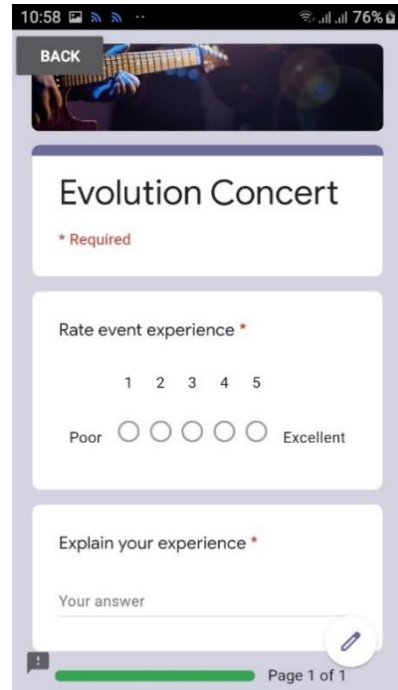 10:58 76%
BACK
Evolution Concert
* Required
Rate event experience *
1 2 3 4 5
Poor Excellent
Explain your experience *
Your answer
Page 1 of 1